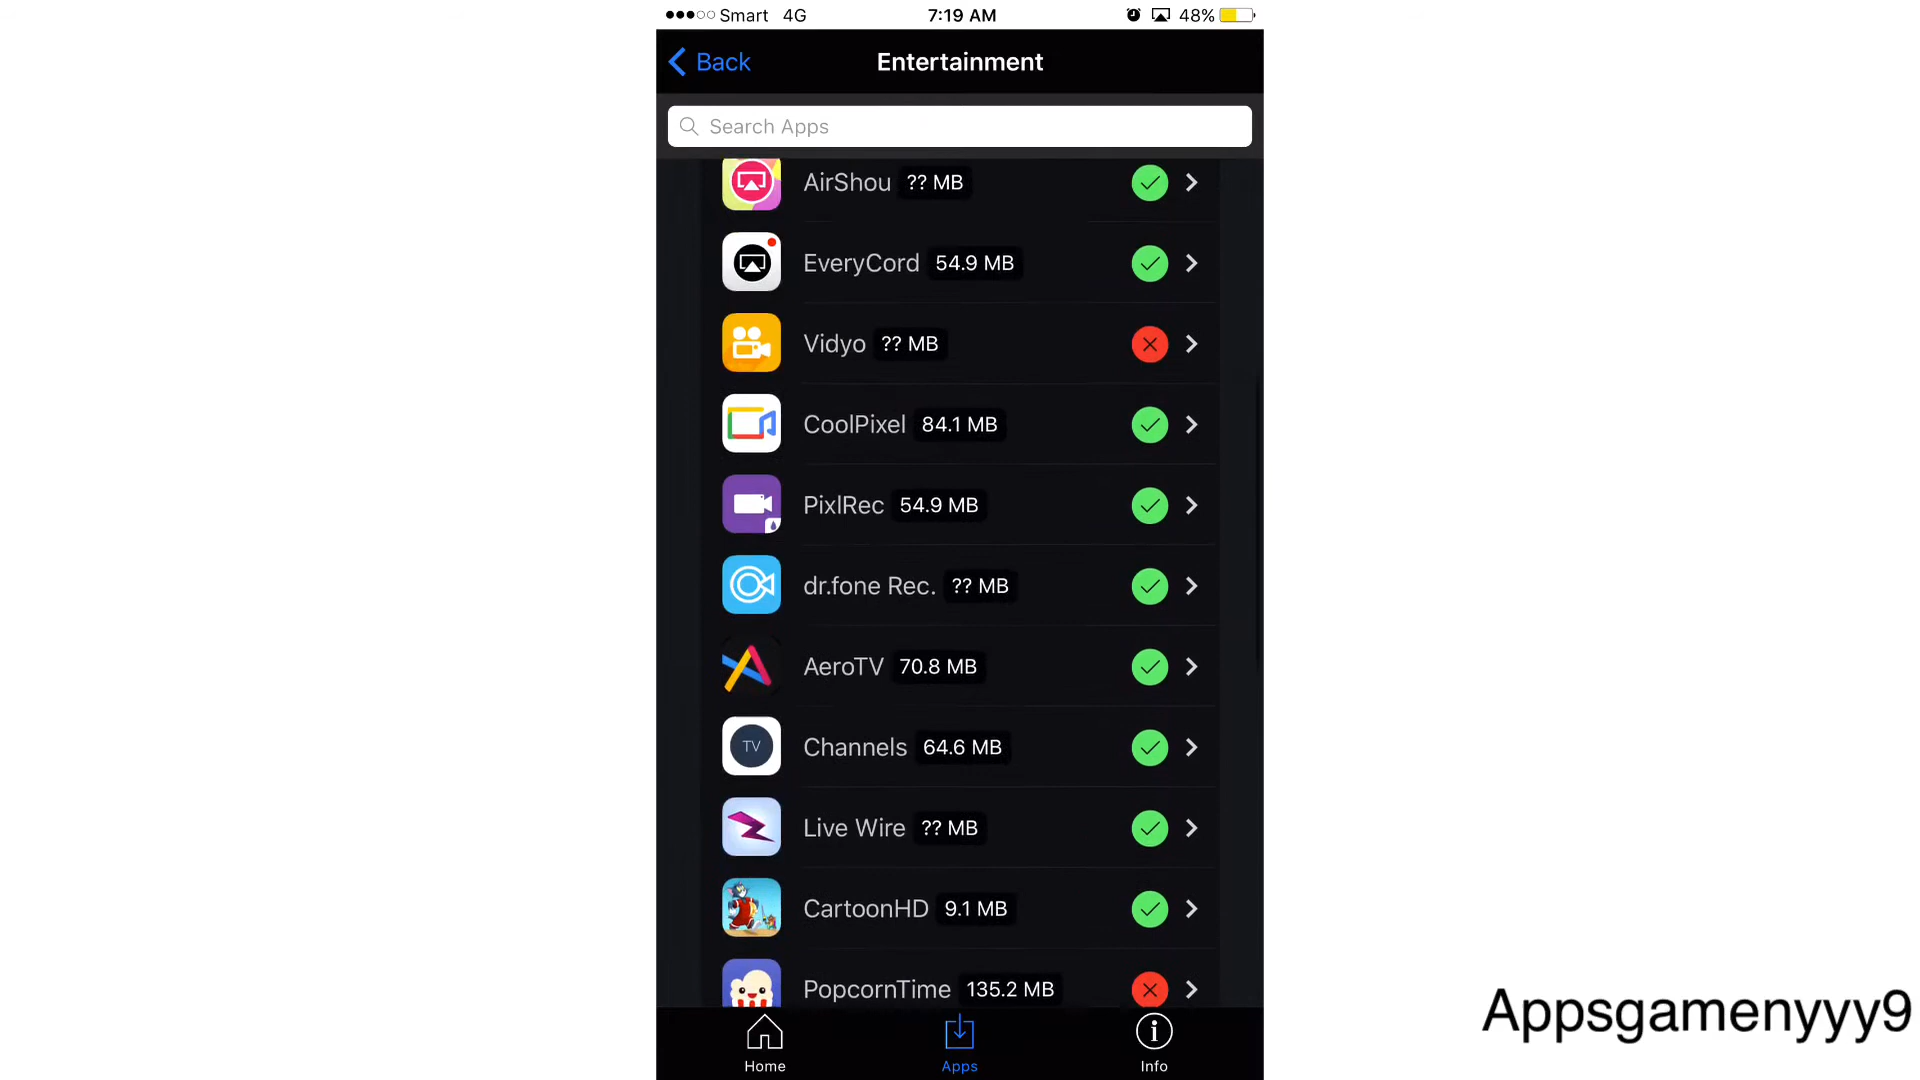 Smart 4G 7:19 AM 48%
Back Entertainment
Search Apps
AirShou ?? MB
EveryCord 54.9 MB
Vidyo ?? MB
CoolPixel 84.1 MB
PixlRec 54.9 MB
dr.fone Rec. ?? MB
AeroTV 70.8 MB
TV Channels 64.6 MB
Live Wire ?? MB
CartoonHD 9.1 MB
PopcornTime 135.2 MB
Home Apps Info
Appsgamenyyy9